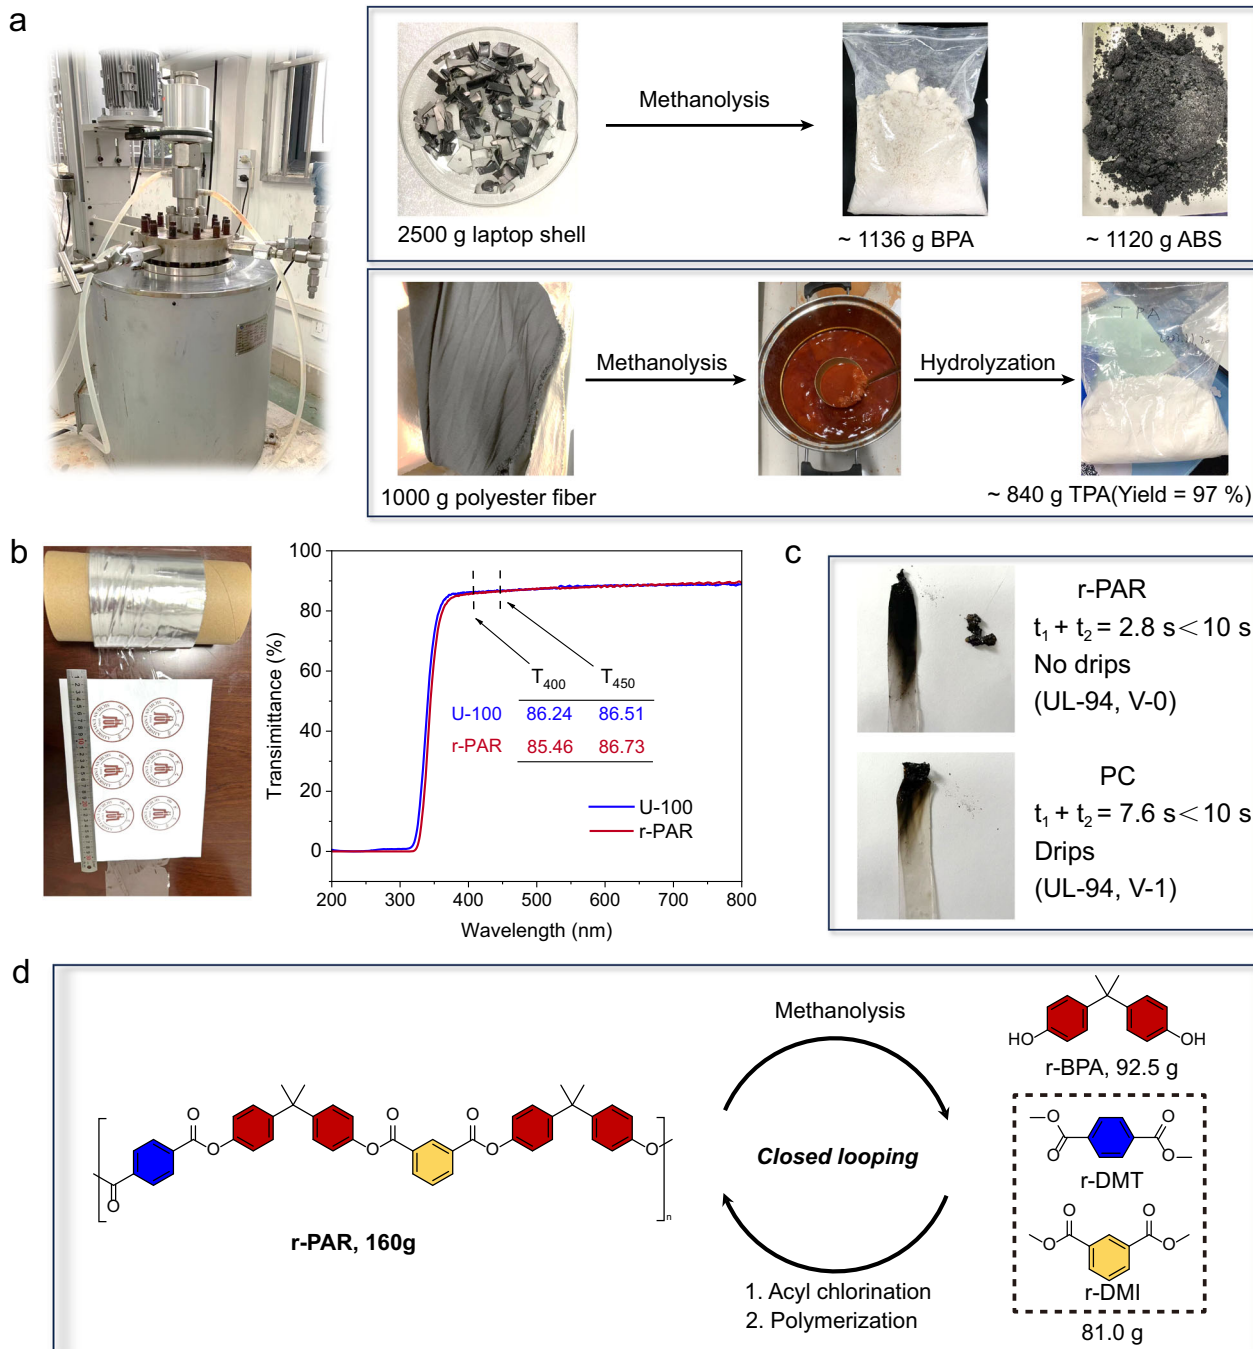 a
Methanolysis
2500 g laptop shell
~ 1136 g BPA
~ 1120 g ABS
Methanolysis
Hydrolyzation
TPA
1000 g polyester fiber
~ 840 g TPA(Yield = 97 %)
b
Transimittance (%)
100
80
60
40
20
0
T400 T450
U-100 86.24 86.51
r-PAR 85.46 86.73
U-100
r-PAR
200 300 400 500 600 700 800
Wavelength (nm)
c
r-PAR
t1 + t2 = 2.8 s < 10 s
No drips
(UL-94, V-0)
PC
t1 + t2 = 7.6 s < 10 s
Drips
(UL-94, V-1)
d
O
O
O
O
O
O
O
O
n
r-PAR, 160g
Methanolysis
Closed looping
1. Acyl chlorination
2. Polymerization
HO OH
r-BPA, 92.5 g
O
O
O
O
r-DMT
O O
O O
r-DMI
81.0 g